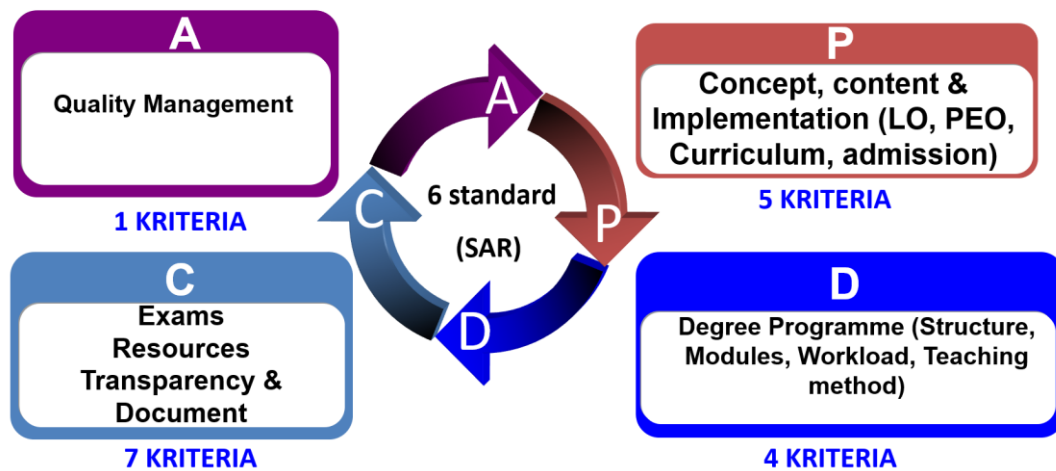 A
Quality Management
1 KRITERIA
P
Concept, content &
Implementation (LO, PEO,
Curriculum, admission)
5 KRITERIA
A
P
D
C
6 standard
(SAR)
C
Exams
Resources
Transparency &
Document
7 KRITERIA
D
Degree Programme (Structure,
Modules, Workload, Teaching
method)
4 KRITERIA